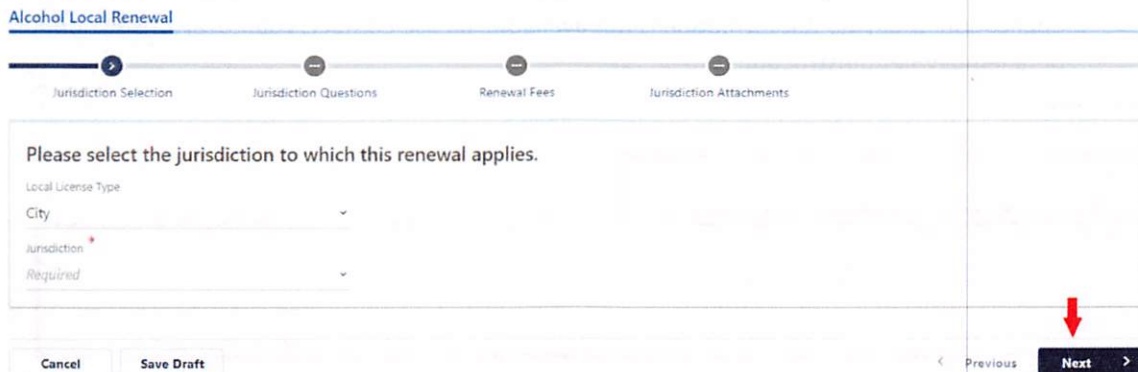 Alcohol Local Renewal
Jurisdiction Selection Jurisdiction Questions Renewal Fees Jurisdiction Attachments
Please select the jurisdiction to which this renewal applies.
Local License Type
City
Jurisdiction *
Required
Cancel Save Draft < Previous Next >